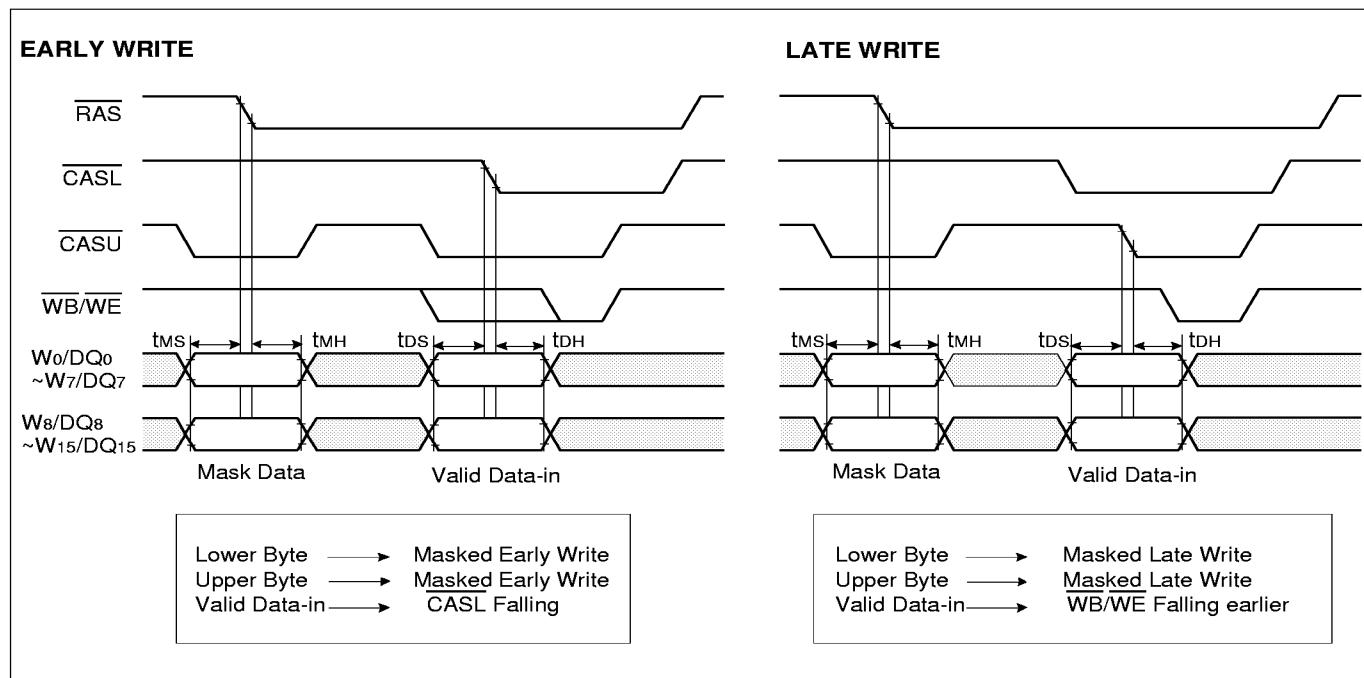 EARLY WRITE
RAS
CASL
CASU
WB/WE
tMS tMH tDS tDH
W0/DQ0
~W7/DQ7
W8/DQ8
~W15/DQ15
Mask Data Valid Data-in
Lower Byte → Masked Early Write
Upper Byte → Masked Early Write
Valid Data-in → CASL Falling
LATE WRITE
tMS tMH tDS tDH
Mask Data Valid Data-in
Lower Byte → Masked Late Write
Upper Byte → Masked Late Write
Valid Data-in → WB/WE Falling earlier